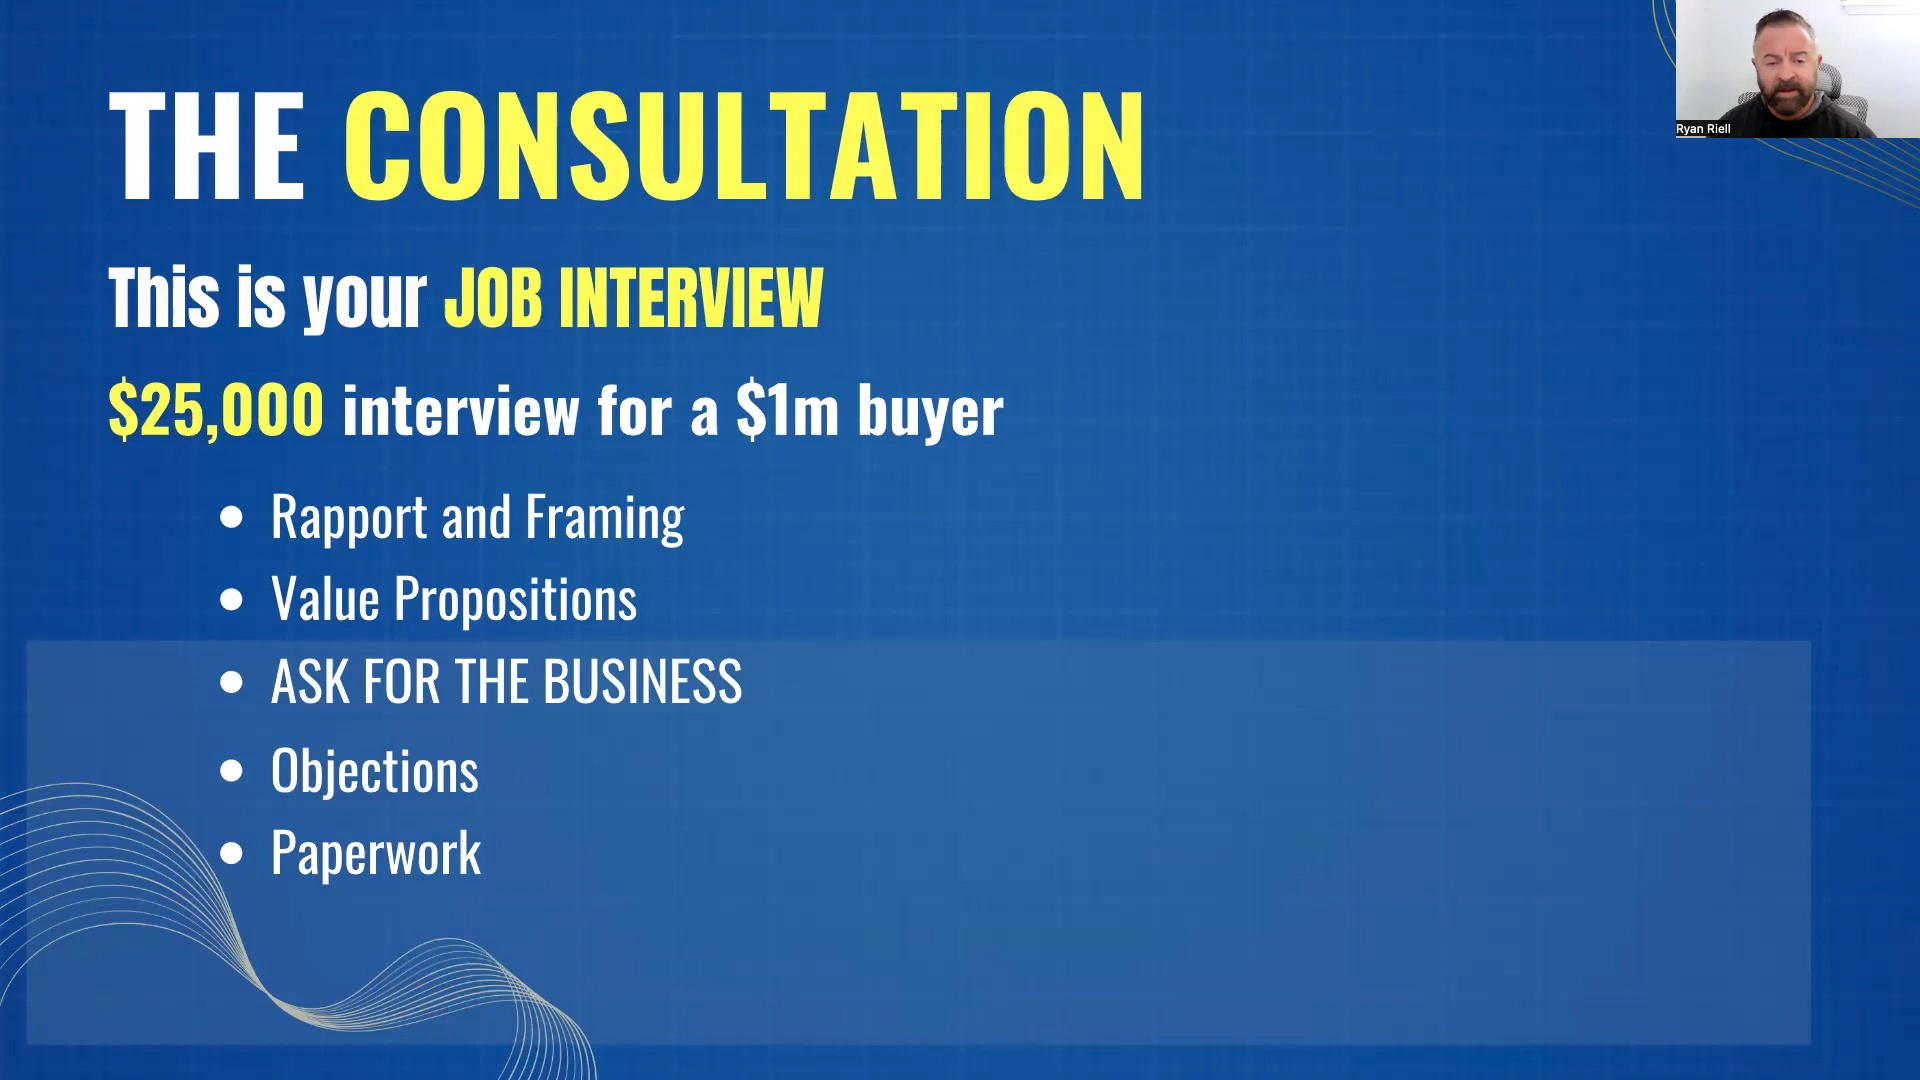 THE CONSULTATION
This is your JOB INTERVIEW
$25,000 interview for a $1m buyer
• Rapport and Framing
• Value Propositions
• ASK FOR THE BUSINESS
• Objections
• Paperwork
Ryan Riell